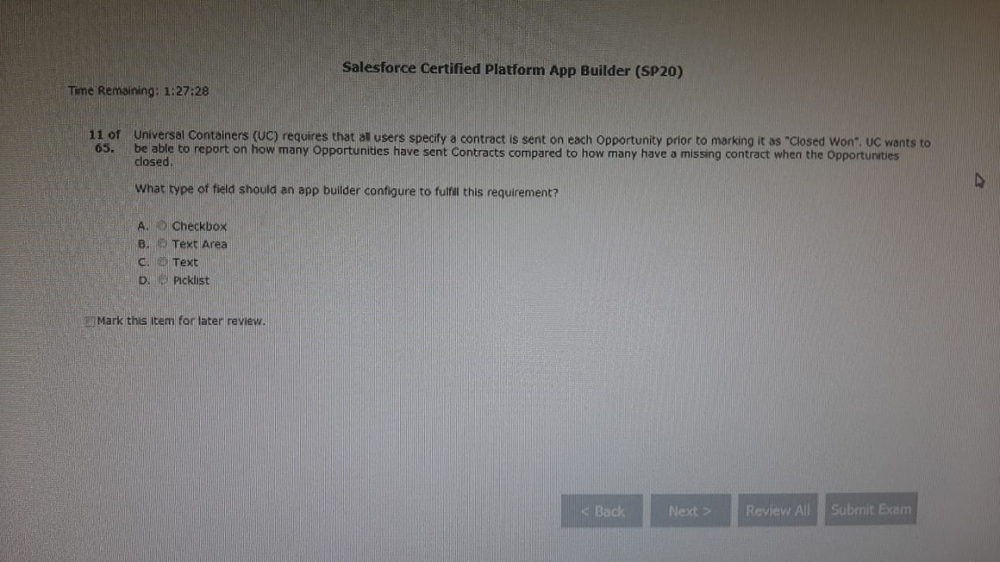 Salesforce Certified Platform App Builder (SP20)
Time Remaining: 1:27:28
11 of Universal Containers (UC) requires that all users specify a contract is sent on each Opportunity prior to marking it as "Closed Won". UC wants to
65. be able to report on how many Opportunities have sent Contracts compared to how many have a missing contract when the Opportunities
closed.
What type of field should an app builder configure to fulfill this requirement?
A. Checkbox
B. Text Area
C. Text
D. Picklist
Mark this item for later review.
< Back Next > Review All Submit Exam